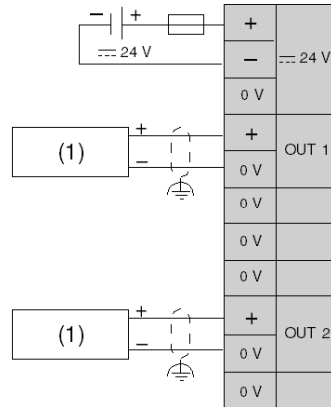 − + +
⎓ 24 V − ⎓ 24 V
0 V
+ +
(1) OUT 1
− 0 V
0 V
0 V
0 V
+ +
(1) OUT 2
− 0 V
0 V